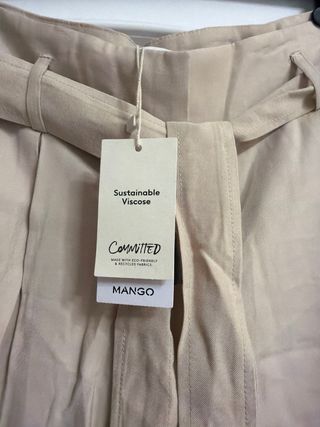 Sustainable
Viscose
COMMITTED
MADE WITH ECO-FRIENDLY
& RECYCLED FABRICS
MANGO